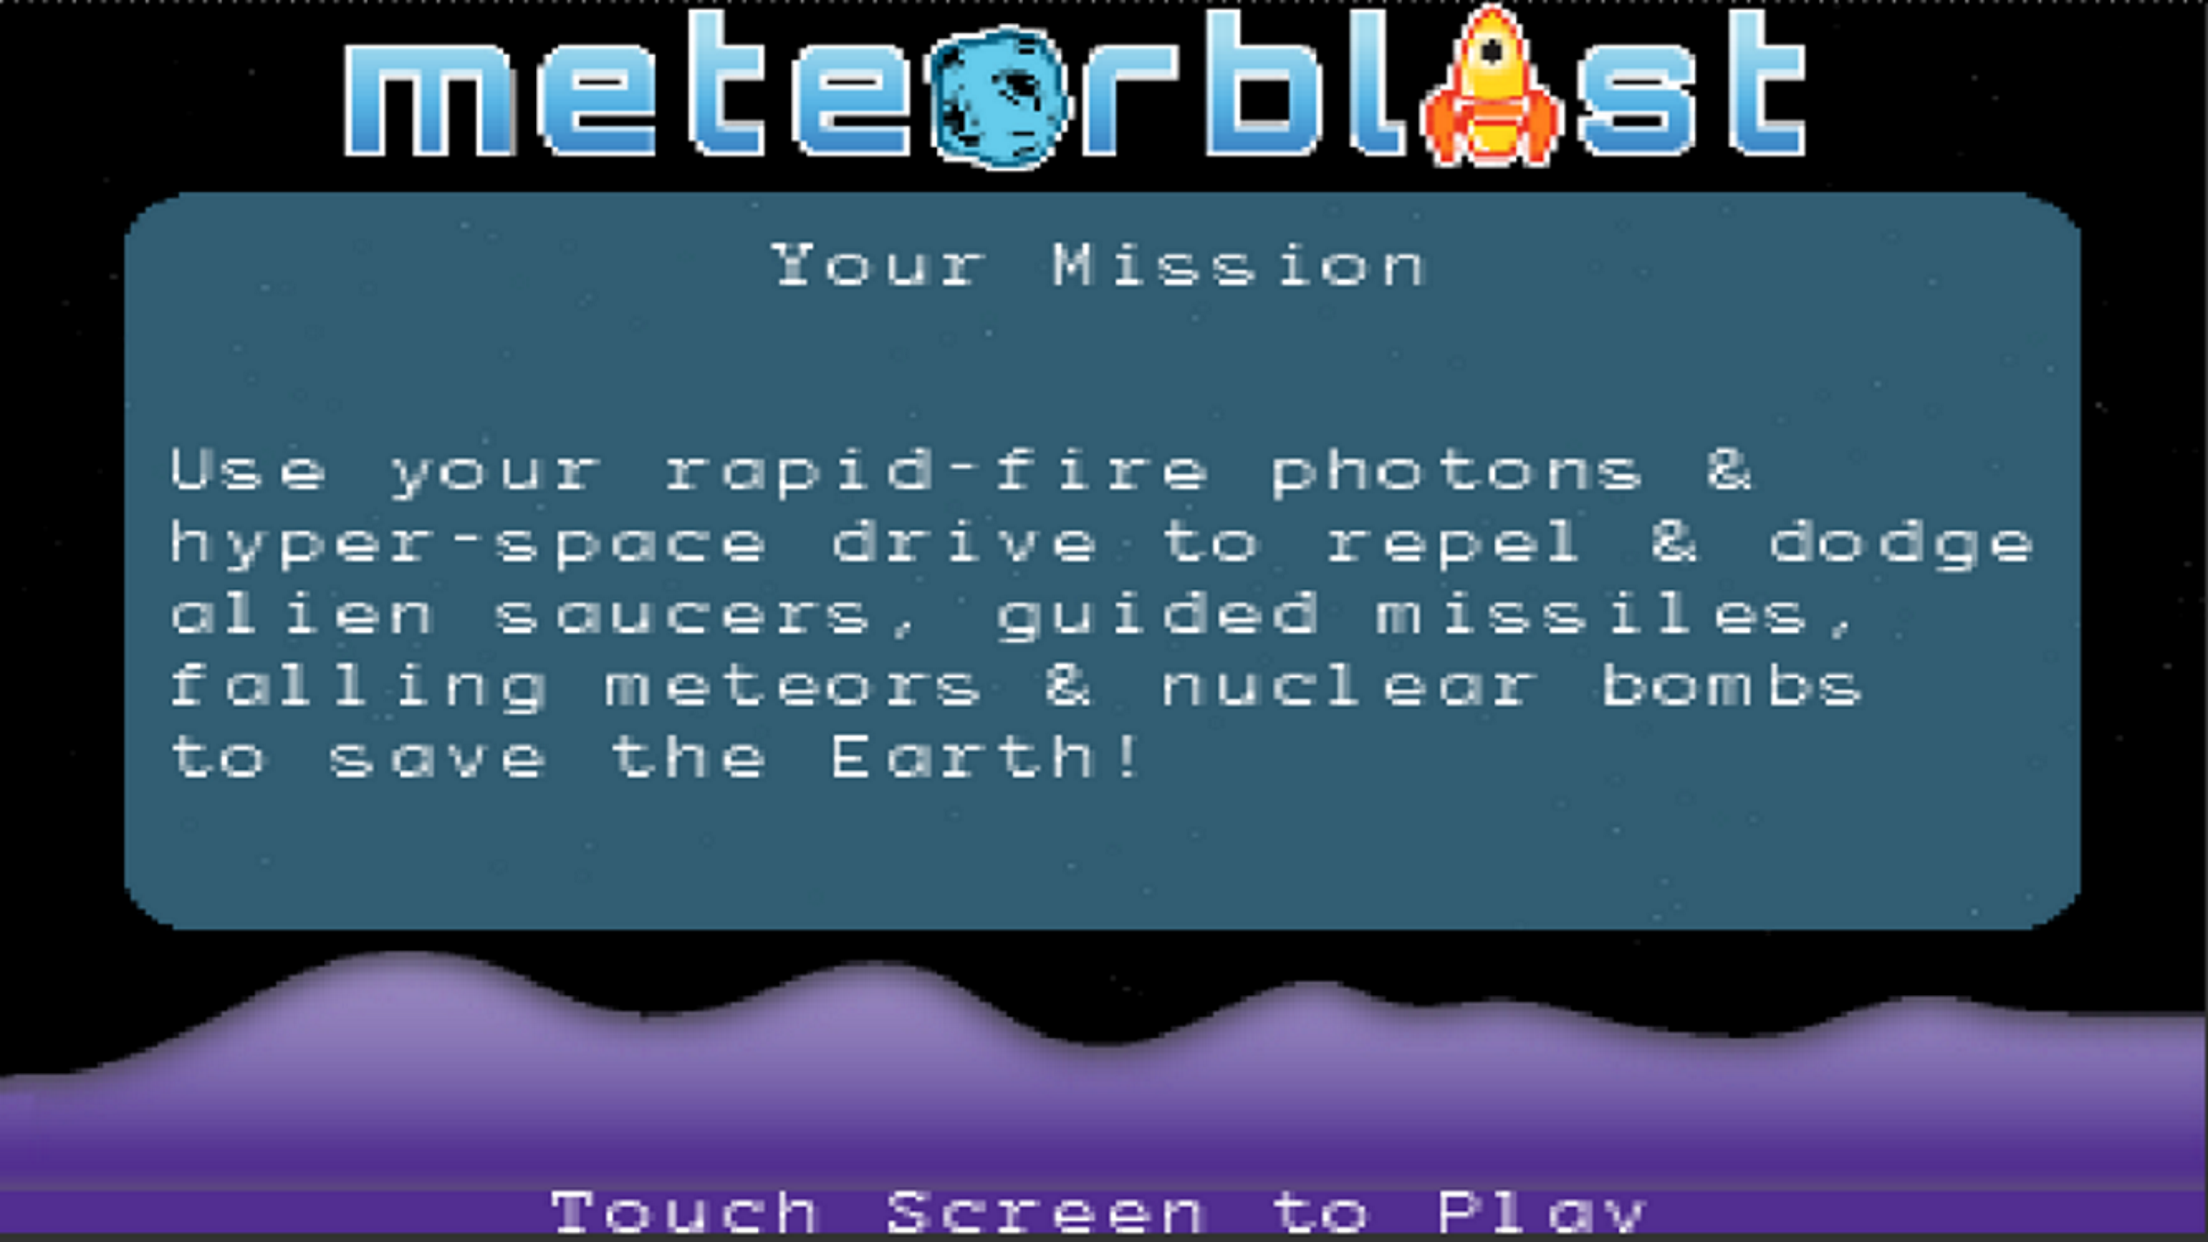 meteorblast
Your Mission
Use your rapid-fire photons &
hyper-space drive to repel & dodge
alien saucers, guided missiles,
falling meteors & nuclear bombs
to save the Earth!
Touch Screen to Play